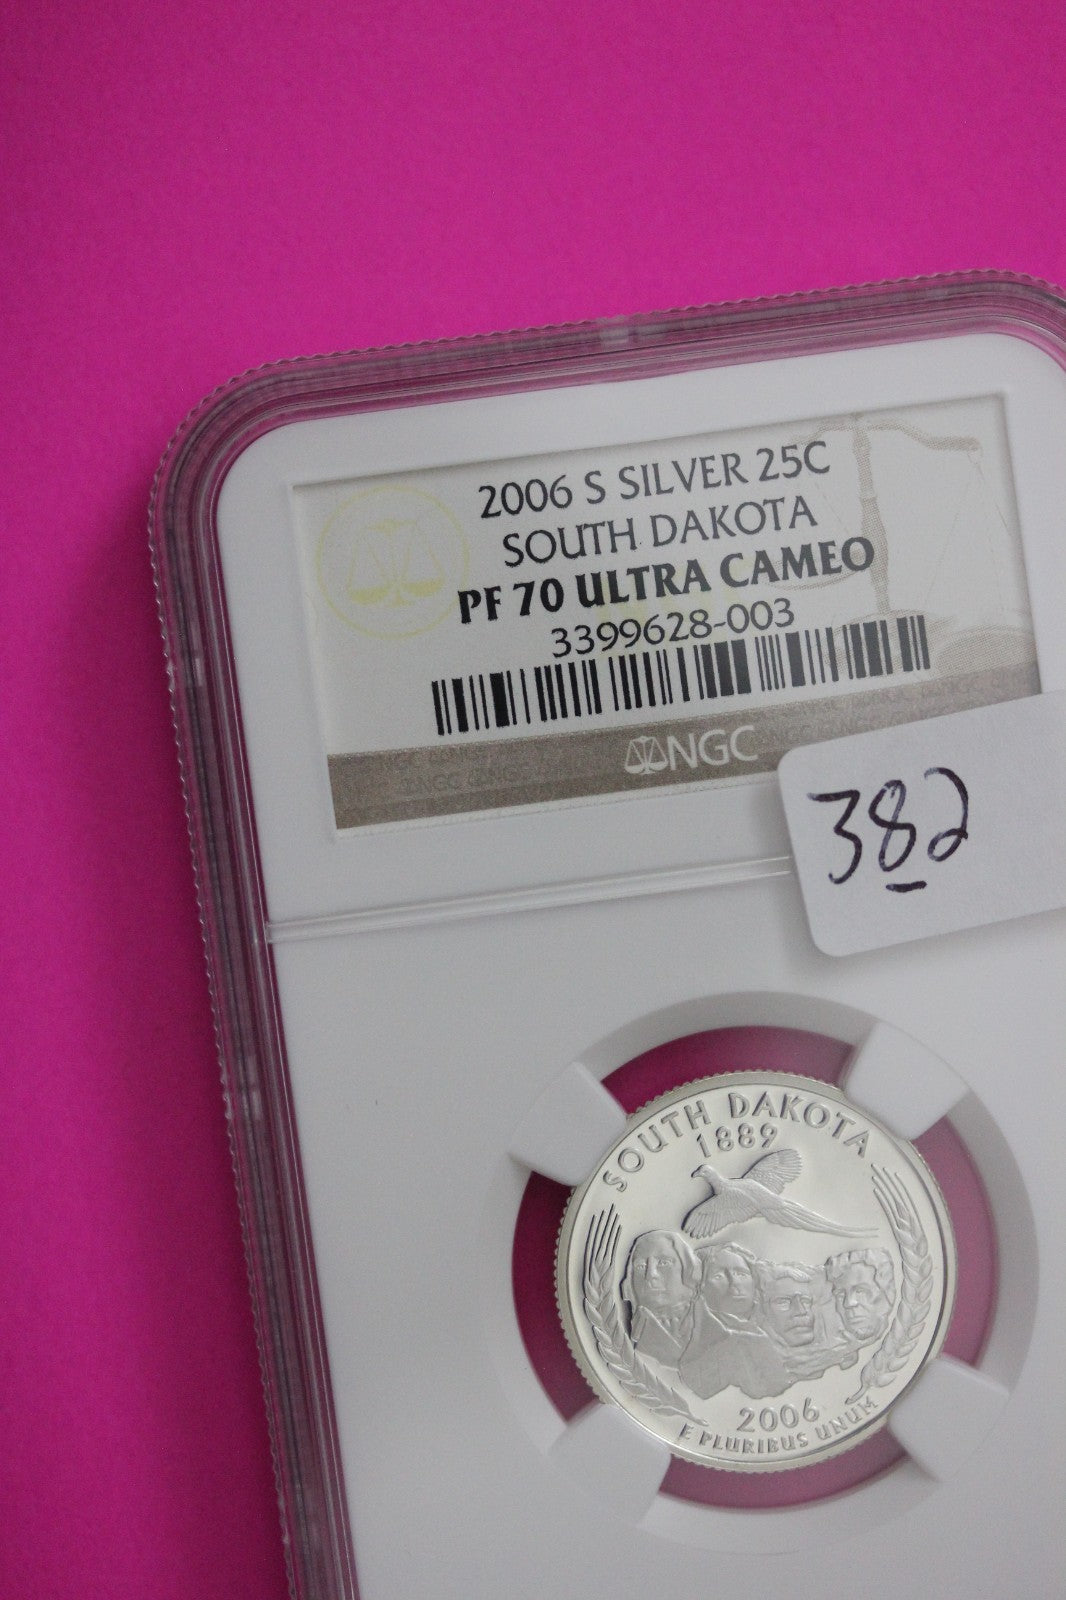 2006 S SILVER 25C
SOUTH DAKOTA
PF 70 ULTRA CAMEO
3399628-003
NGC
382
SOUTH DAKOTA
1889
2006
E PLURIBUS UNUM